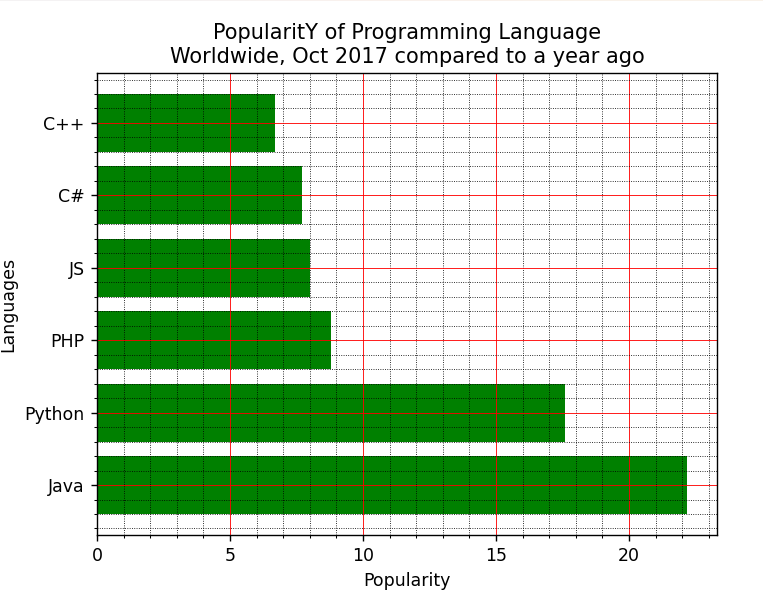 PopularitY of Programming Language
Worldwide, Oct 2017 compared to a year ago
Languages
C++
C#
JS
PHP
Python
Java
0 5 10 15 20
Popularity